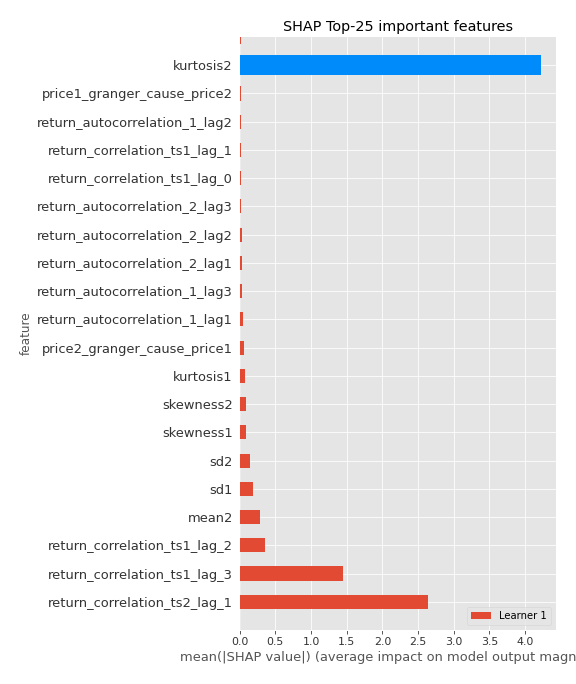 SHAP Top-25 important features
kurtosis2
price1_granger_cause_price2
return_autocorrelation_1_lag2
return_correlation_ts1_lag_1
return_correlation_ts1_lag_0
return_autocorrelation_2_lag3
return_autocorrelation_2_lag2
return_autocorrelation_2_lag1
return_autocorrelation_1_lag3
return_autocorrelation_1_lag1
price2_granger_cause_price1
kurtosis1
skewness2
skewness1
sd2
sd1
mean2
return_correlation_ts1_lag_2
return_correlation_ts1_lag_3
return_correlation_ts2_lag_1
feature
Learner 1
0.0 0.5 1.0 1.5 2.0 2.5 3.0 3.5 4.0
mean(|SHAP value|) (average impact on model output magn